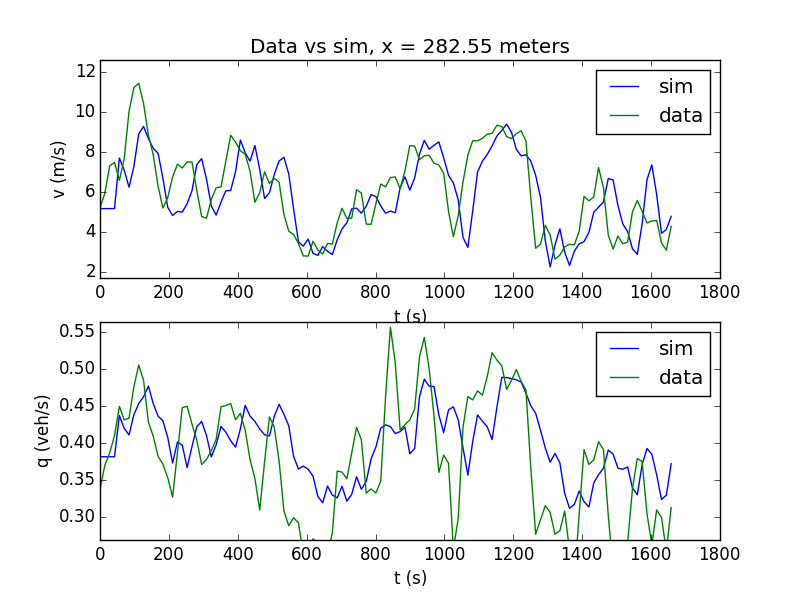 Data vs sim, x = 282.55 meters
12
10
8
6
4
2
v (m/s)
sim
data
0 200 400 600 800 1000 1200 1400 1600 1800
t (s)
0.55
0.50
0.45
0.40
0.35
0.30
q (veh/s)
sim
data
0 200 400 600 800 1000 1200 1400 1600 1800
t (s)